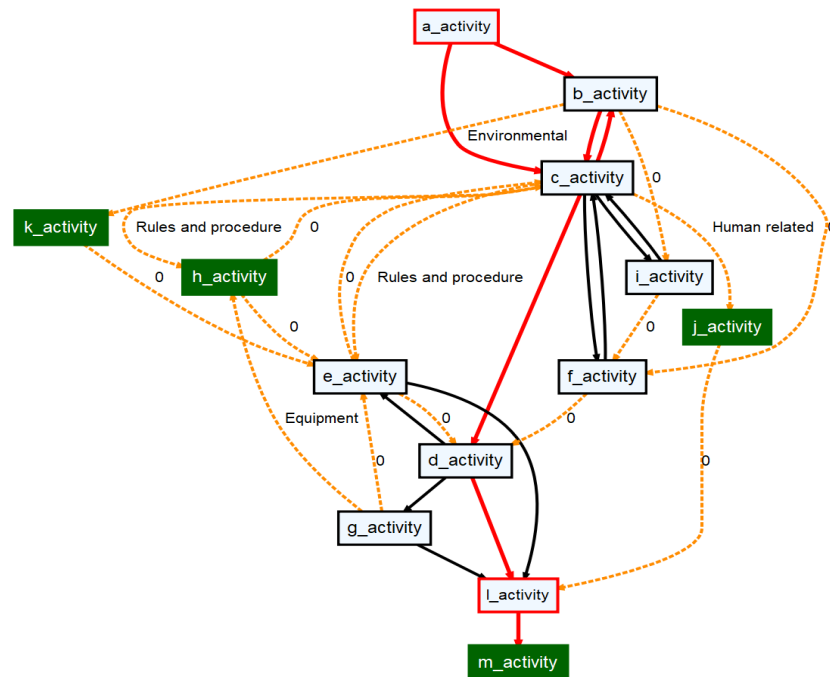 a_activity
b_activity
Environmental
c_activity
0
k_activity
Rules and procedure
0
Human related
0
h_activity
0
0
Rules and procedure
i_activity
j_activity
0
0
e_activity
f_activity
Equipment
0
0
d_activity
0
0
g_activity
l_activity
m_activity